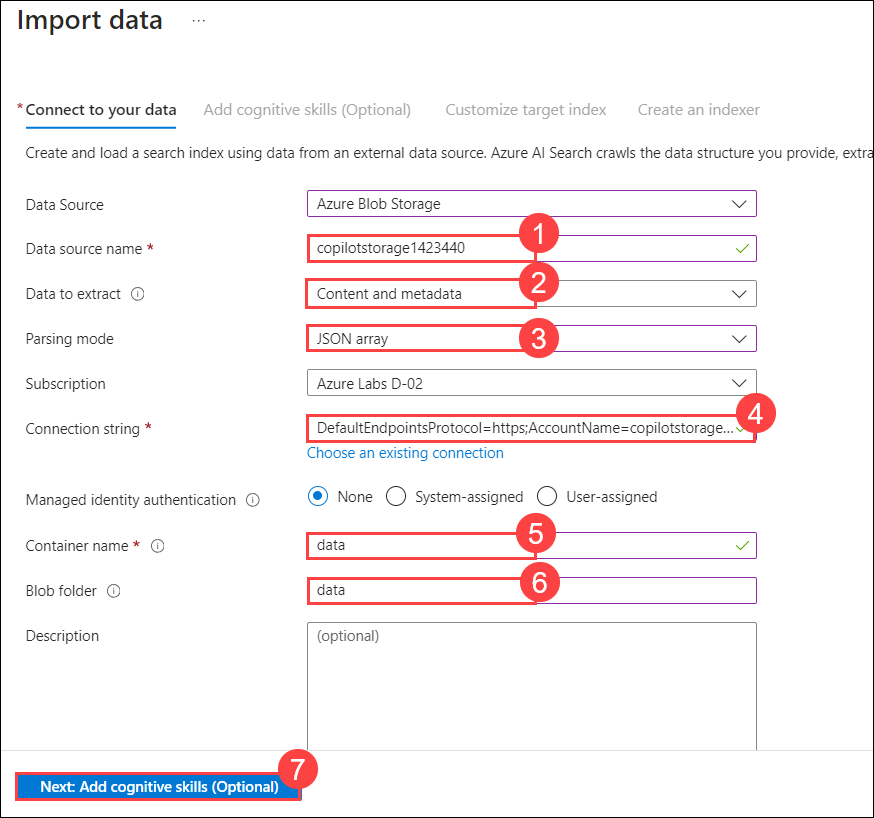 Import data ...
* Connect to your data Add cognitive skills (Optional) Customize target index Create an indexer
Create and load a search index using data from an external data source. Azure AI Search crawls the data structure you provide, extra
Data Source Azure Blob Storage
1
Data source name * copilotstorage1423440
2
Data to extract Content and metadata
Parsing mode JSON array 3
Subscription Azure Labs D-02
4
Connection string * DefaultEndpointsProtocol=https;AccountName=copilotstorage...
Choose an existing connection
Managed identity authentication None System-assigned User-assigned
5
Container name * data
6
Blob folder data
Description (optional)
7
Next: Add cognitive skills (Optional)